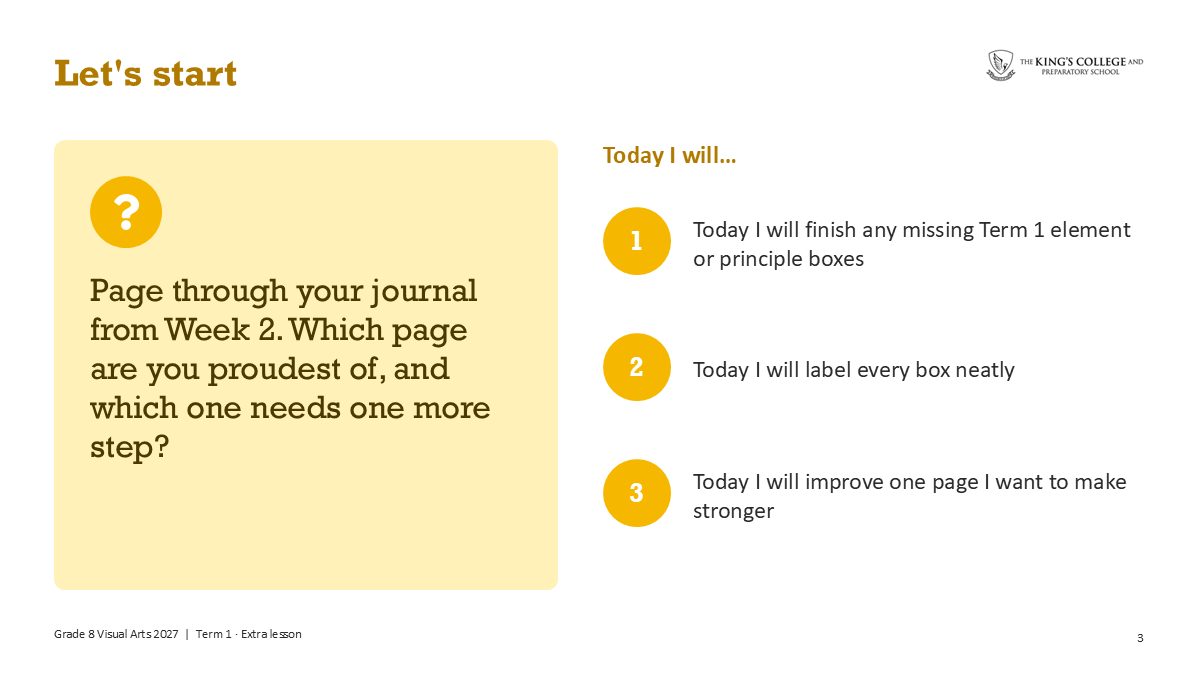 Let's start
THE KING'S COLLEGE AND
PREPARATORY SCHOOL
?
Page through your journal
from Week 2. Which page
are you proudest of, and
which one needs one more
step?
Today I will...
1
Today I will finish any missing Term 1 element
or principle boxes
2
Today I will label every box neatly
3
Today I will improve one page I want to make
stronger
Grade 8 Visual Arts 2027 | Term 1 · Extra lesson
3